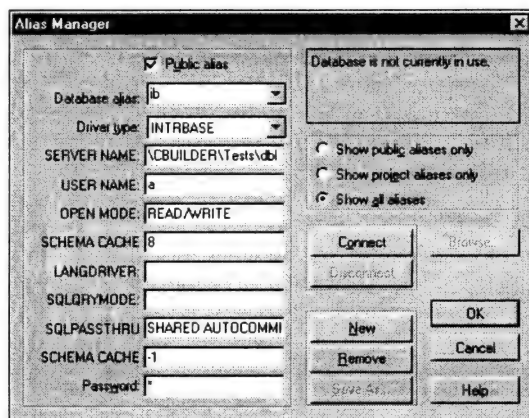 Alias Manager
Public alias
Database is not currently in use.
Database alias: ib
Driver type: INTRBASE
SERVER NAME: \CBUILDER\Tests\dbl
Show public aliases only
USER NAME: a
Show project aliases only
OPEN MODE: READ/WRITE
Show all aliases
SCHEMA CACHE 8
Connect
Browse...
LANGDRIVER:
Disconnect
SQLQRYMODE:
SQLPASSTHRU SHARED AUTOCOMMI
New
OK
SCHEMA CACHE -1
Remove
Cancel
Password: *
Save As...
Help